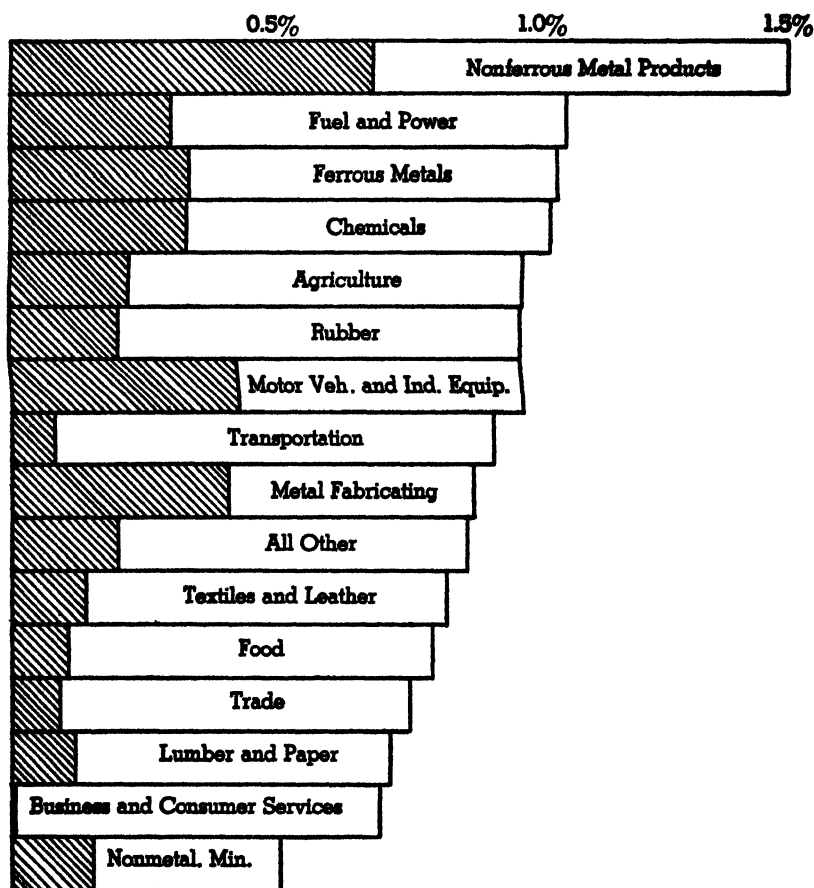 0.5% 1.0% 1.5%
Nonferrous Metal Products
Fuel and Power
Ferrous Metals
Chemicals
Agriculture
Rubber
Motor Veh. and Ind. Equip.
Transportation
Metal Fabricating
All Other
Textiles and Leather
Food
Trade
Lumber and Paper
Business and Consumer Services
Nonmetal. Min.